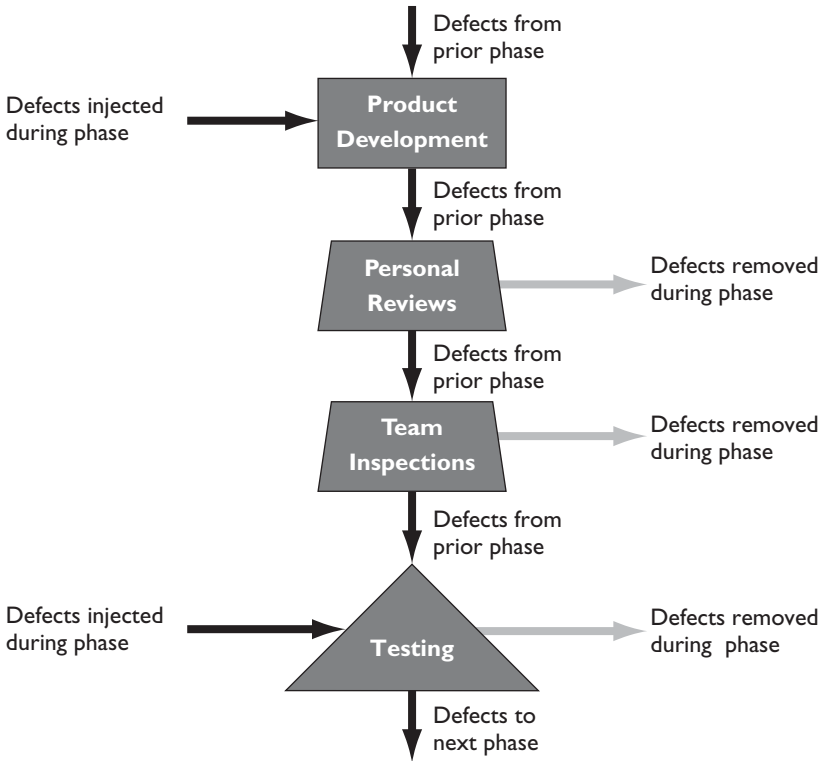 Defects from
prior phase
Defects injected
during phase
Product
Development
Defects from
prior phase
Personal
Reviews
Defects removed
during phase
Defects from
prior phase
Team
Inspections
Defects removed
during phase
Defects from
prior phase
Defects injected
during phase
Testing
Defects removed
during phase
Defects to
next phase